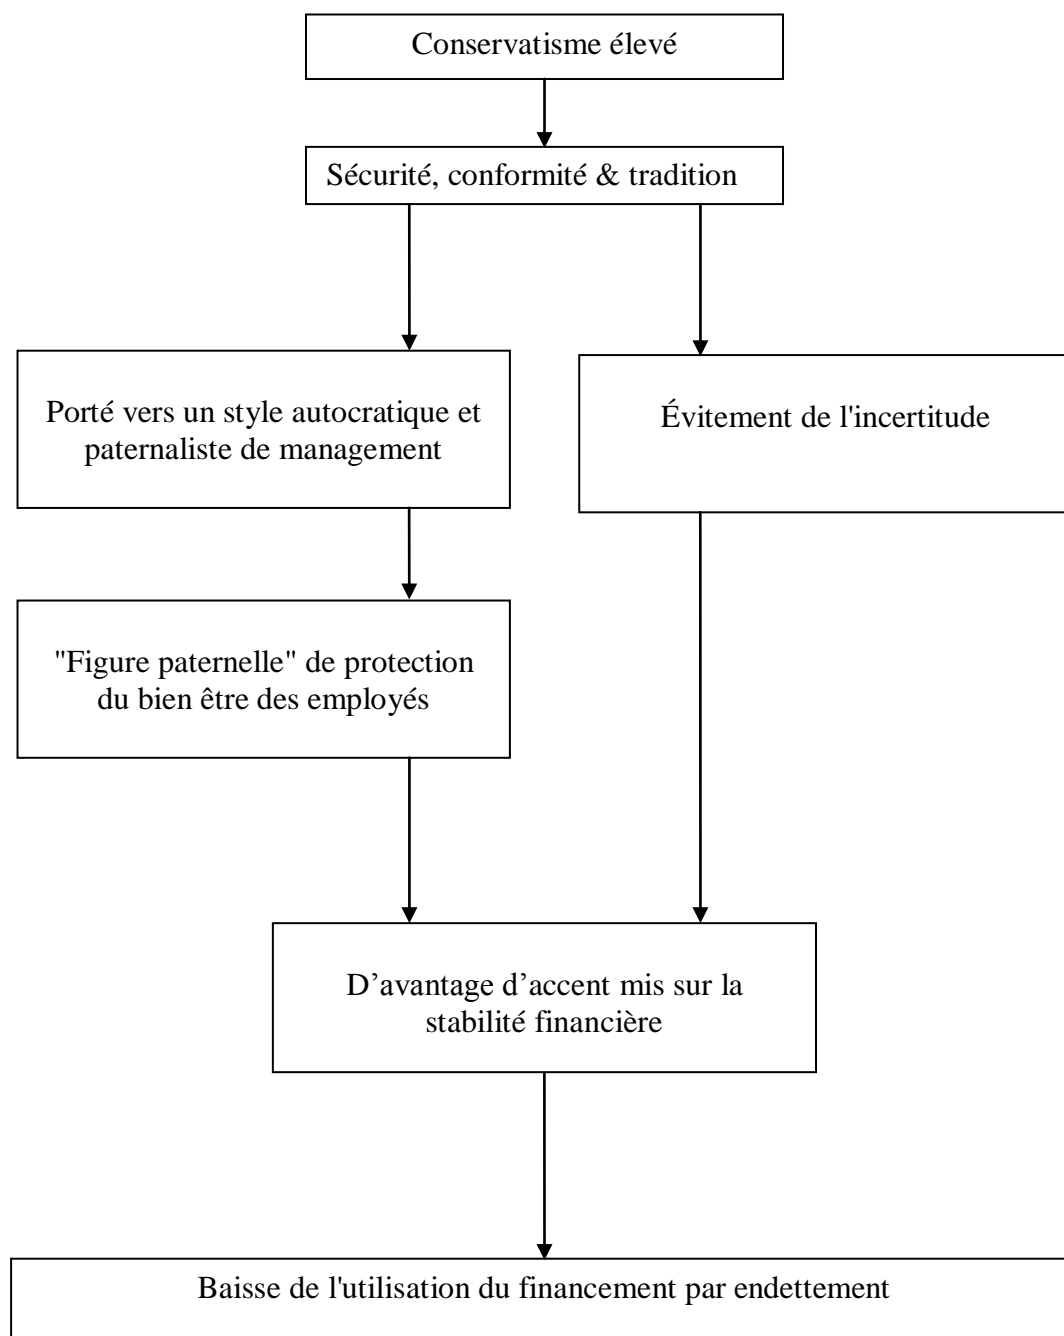 Conservatisme élevé
Sécurité, conformité & tradition
Porté vers un style autocratique et
paternaliste de management
Évitement de l'incertitude
"Figure paternelle" de protection
du bien être des employés
D’avantage d’accent mis sur la
stabilité financière
Baisse de l'utilisation du financement par endettement